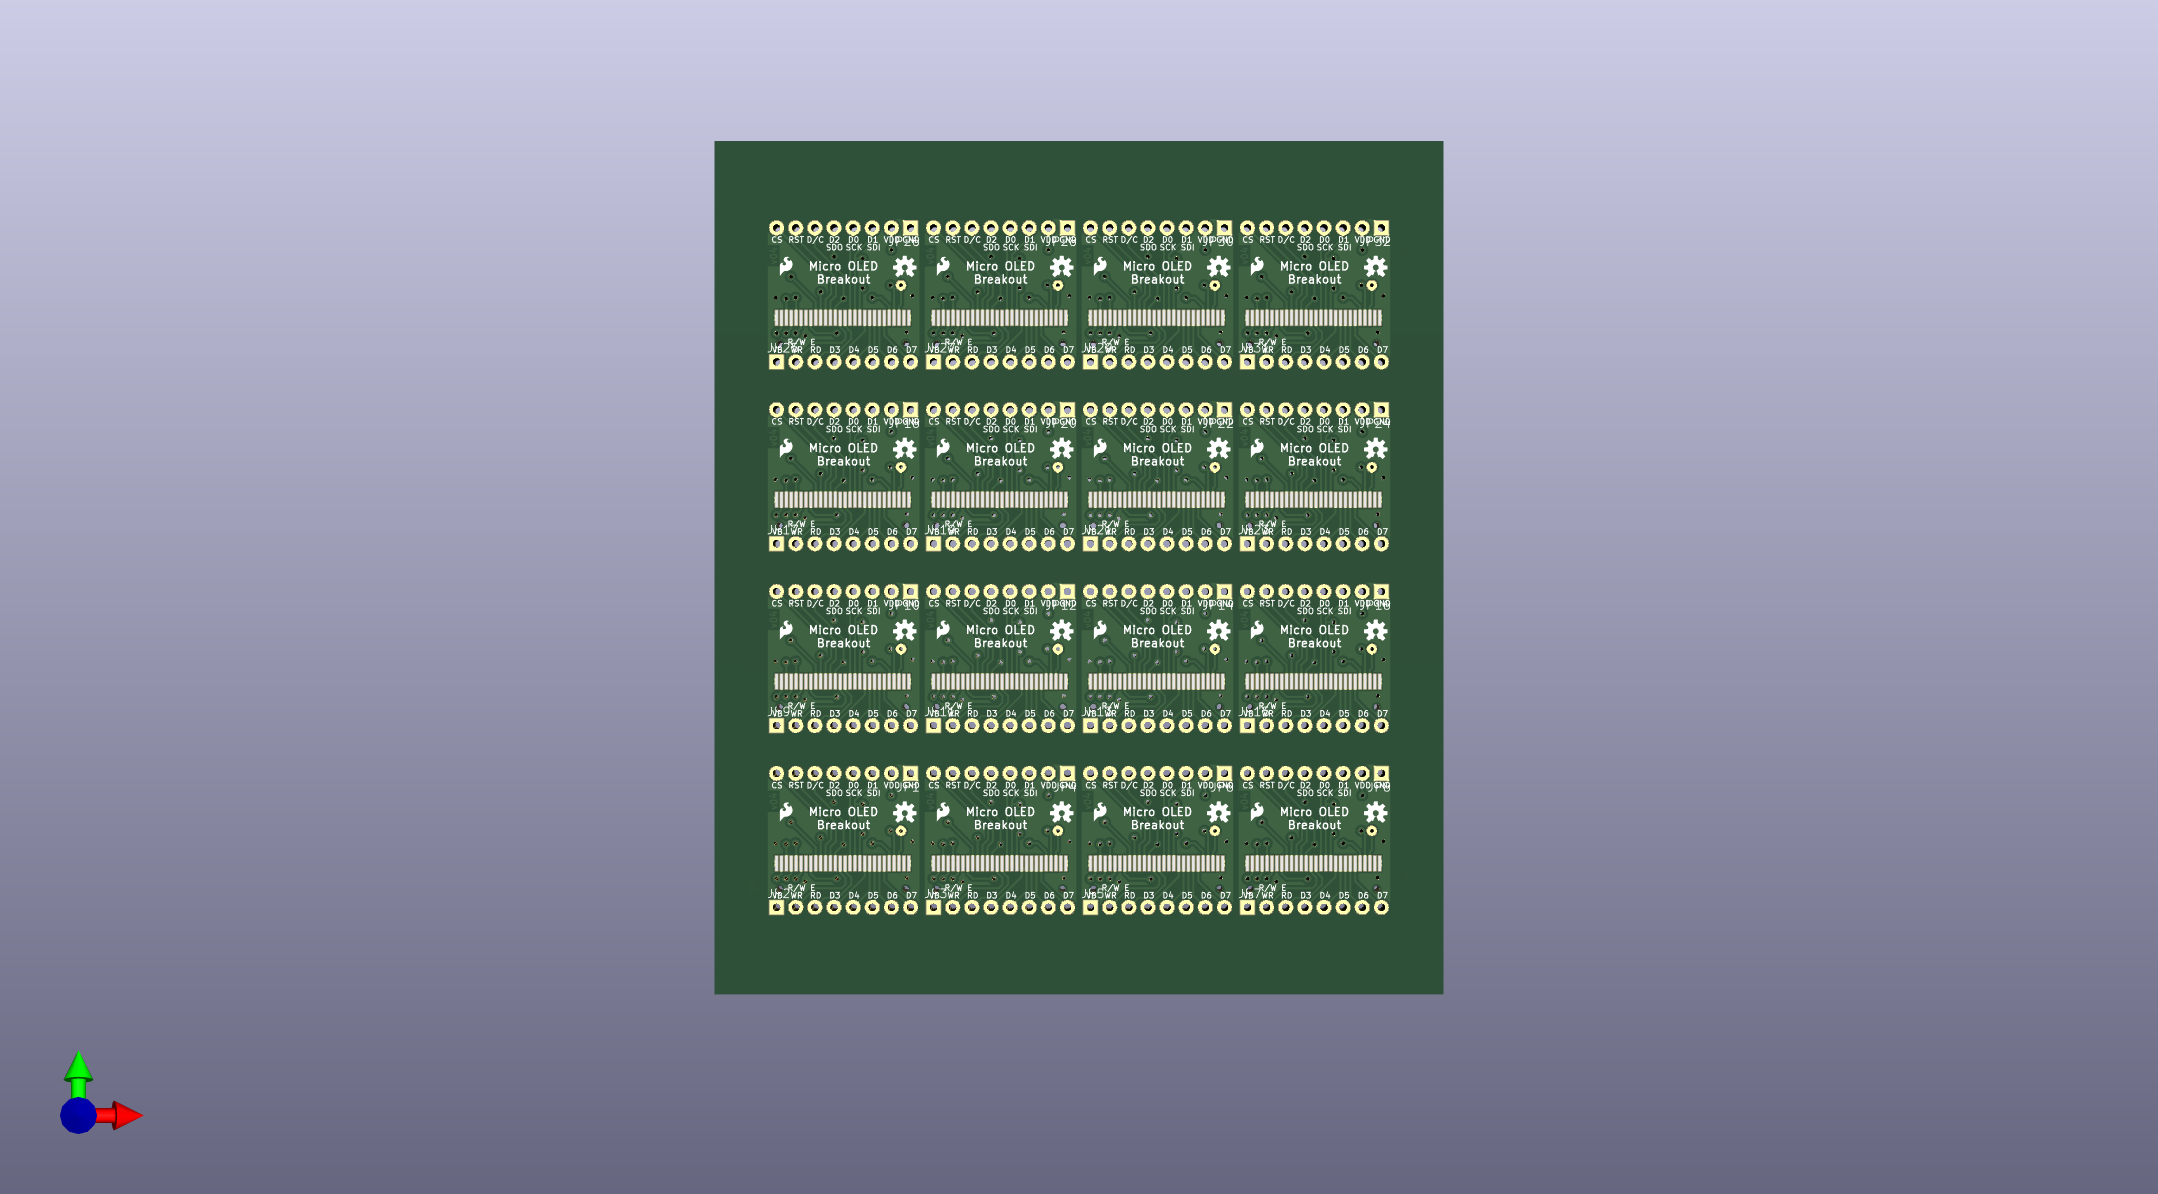 CS RST D/C D2 D0 D1 VDD CS RST D/C D2 D0 D1 VDD CS RST D/C D2 D0 D1 VDD CS RST D/C D2 D0 D1 VDD
SDO SCK SDI SDO SCK SDI SDO SCK SDI SDO SCK SDI
Micro OLED Micro OLED Micro OLED Micro OLED
Breakout Breakout Breakout Breakout
R/W E R/W E R/W E R/W E
WR RD D3 D4 D5 D6 D7 WR RD D3 D4 D5 D6 D7 WR RD D3 D4 D5 D6 D7 WR RD D3 D4 D5 D6 D7
CS RST D/C D2 D0 D1 VDD CS RST D/C D2 D0 D1 VDD CS RST D/C D2 D0 D1 VDD CS RST D/C D2 D0 D1 VDD
SDO SCK SDI SDO SCK SDI SDO SCK SDI SDO SCK SDI
Micro OLED Micro OLED Micro OLED Micro OLED
Breakout Breakout Breakout Breakout
R/W E R/W E R/W E R/W E
WR RD D3 D4 D5 D6 D7 WR RD D3 D4 D5 D6 D7 WR RD D3 D4 D5 D6 D7 WR RD D3 D4 D5 D6 D7
CS RST D/C D2 D0 D1 VDD CS RST D/C D2 D0 D1 VDD CS RST D/C D2 D0 D1 VDD CS RST D/C D2 D0 D1 VDD
SDO SCK SDI SDO SCK SDI SDO SCK SDI SDO SCK SDI
Micro OLED Micro OLED Micro OLED Micro OLED
Breakout Breakout Breakout Breakout
R/W E R/W E R/W E R/W E
WR RD D3 D4 D5 D6 D7 WR RD D3 D4 D5 D6 D7 WR RD D3 D4 D5 D6 D7 WR RD D3 D4 D5 D6 D7
CS RST D/C D2 D0 D1 VDD CS RST D/C D2 D0 D1 VDD CS RST D/C D2 D0 D1 VDD CS RST D/C D2 D0 D1 VDD
SDO SCK SDI SDO SCK SDI SDO SCK SDI SDO SCK SDI
Micro OLED Micro OLED Micro OLED Micro OLED
Breakout Breakout Breakout Breakout
R/W E R/W E R/W E R/W E
WR RD D3 D4 D5 D6 D7 WR RD D3 D4 D5 D6 D7 WR RD D3 D4 D5 D6 D7 WR RD D3 D4 D5 D6 D7